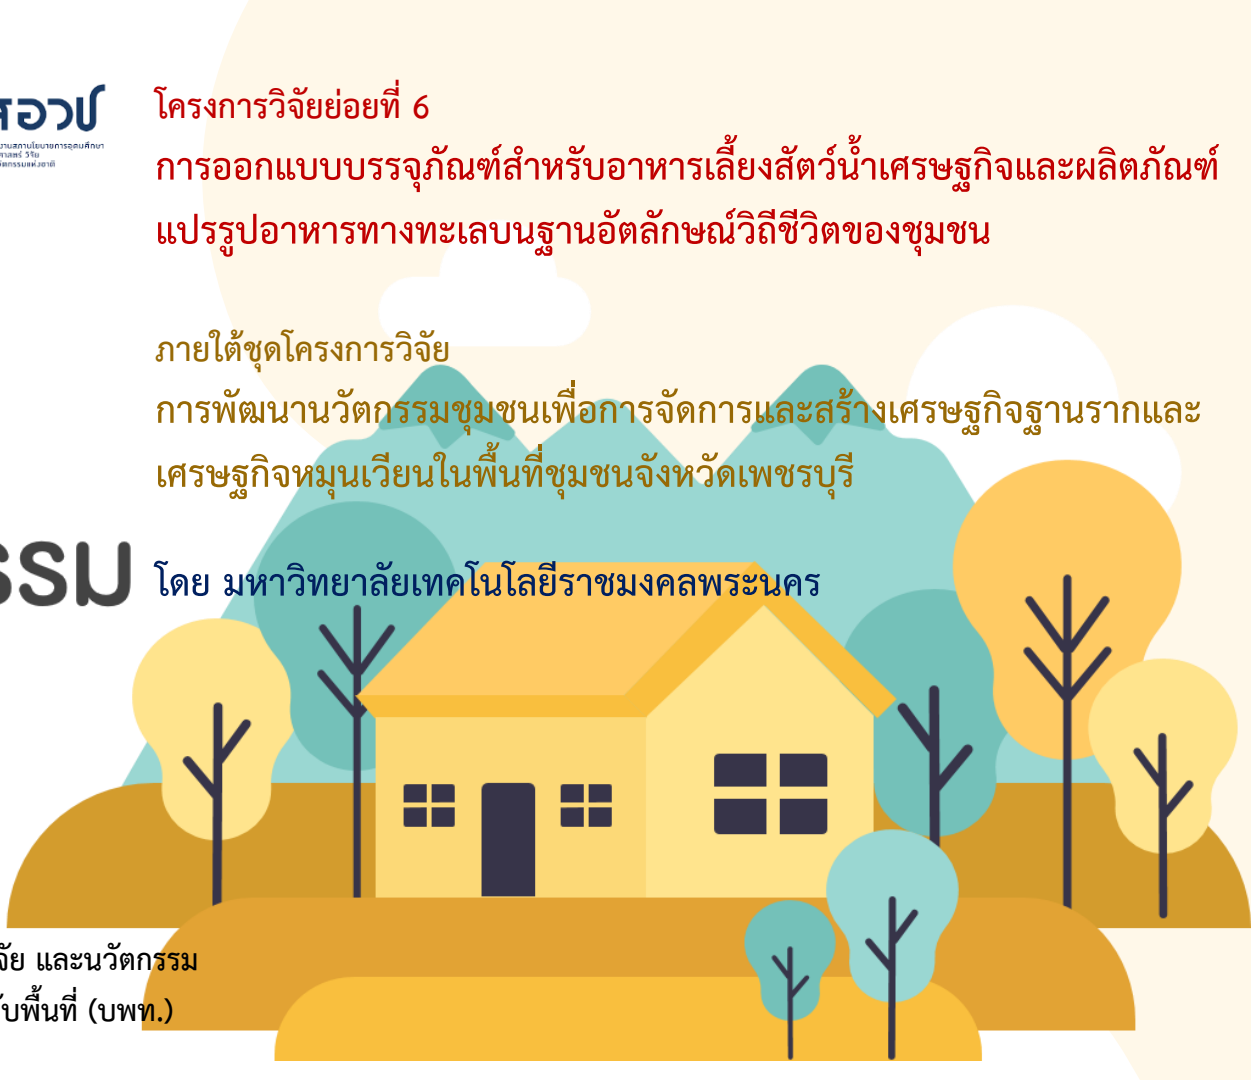 สอวช
โครงการวิจัยย่อยที่ 6
การออกแบบบรรจุภัณฑ์สำหรับอาหารเลี้ยงสัตว์น้ำเศรษฐกิจและผลิตภัณฑ์
แปรรูปอาหารทางทะเลบนฐานอัตลักษณ์วิถีชีวิตของชุมชน
ภายใต้ชุดโครงการวิจัย
การพัฒนานวัตกรรมชุมชนเพื่อการจัดการและสร้างเศรษฐกิจฐานรากและ
เศรษฐกิจหมุนเวียนในพื้นที่ชุมชนจังหวัดเพชรบุรี
รรม
โดย มหาวิทยาลัยเทคโนโลยีราชมงคลพระนคร
และนวัตกรรม
พื้นที่ (บพท.)